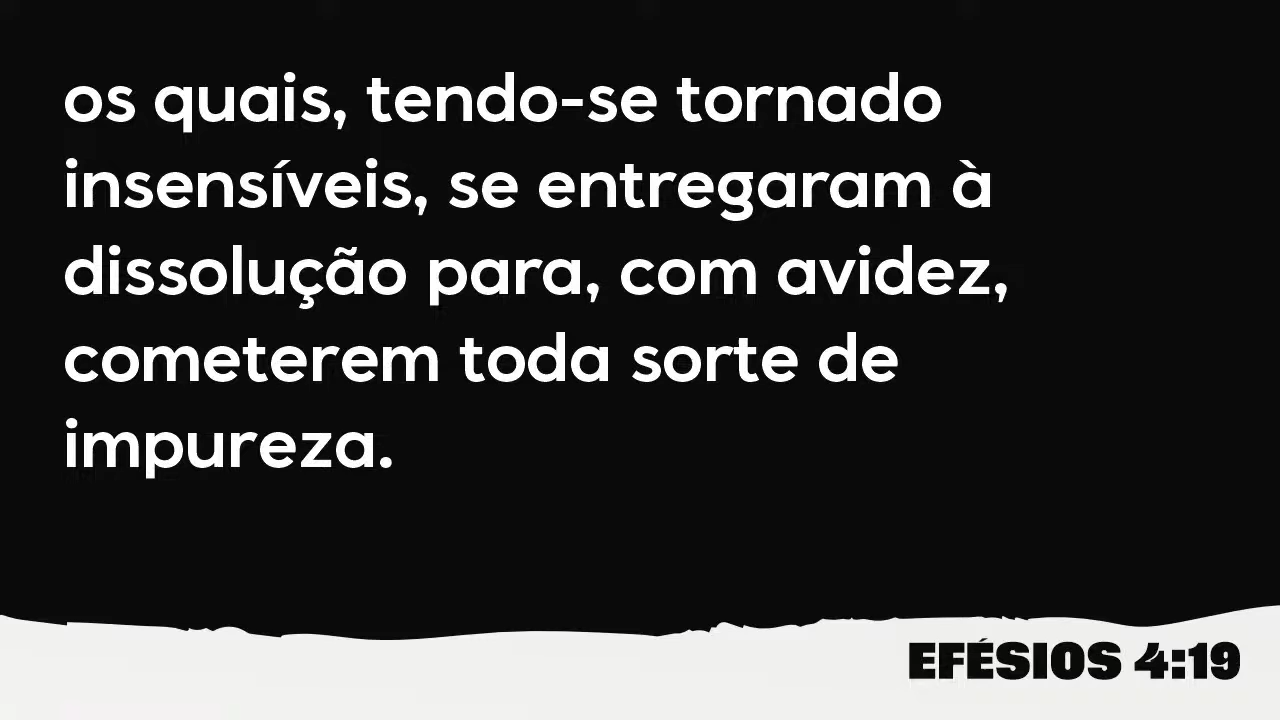 os quais, tendo-se tornado
insensíveis, se entregaram à
dissolução para, com avidez,
cometerem toda sorte de
impureza.
EFÉSIOS 4:19